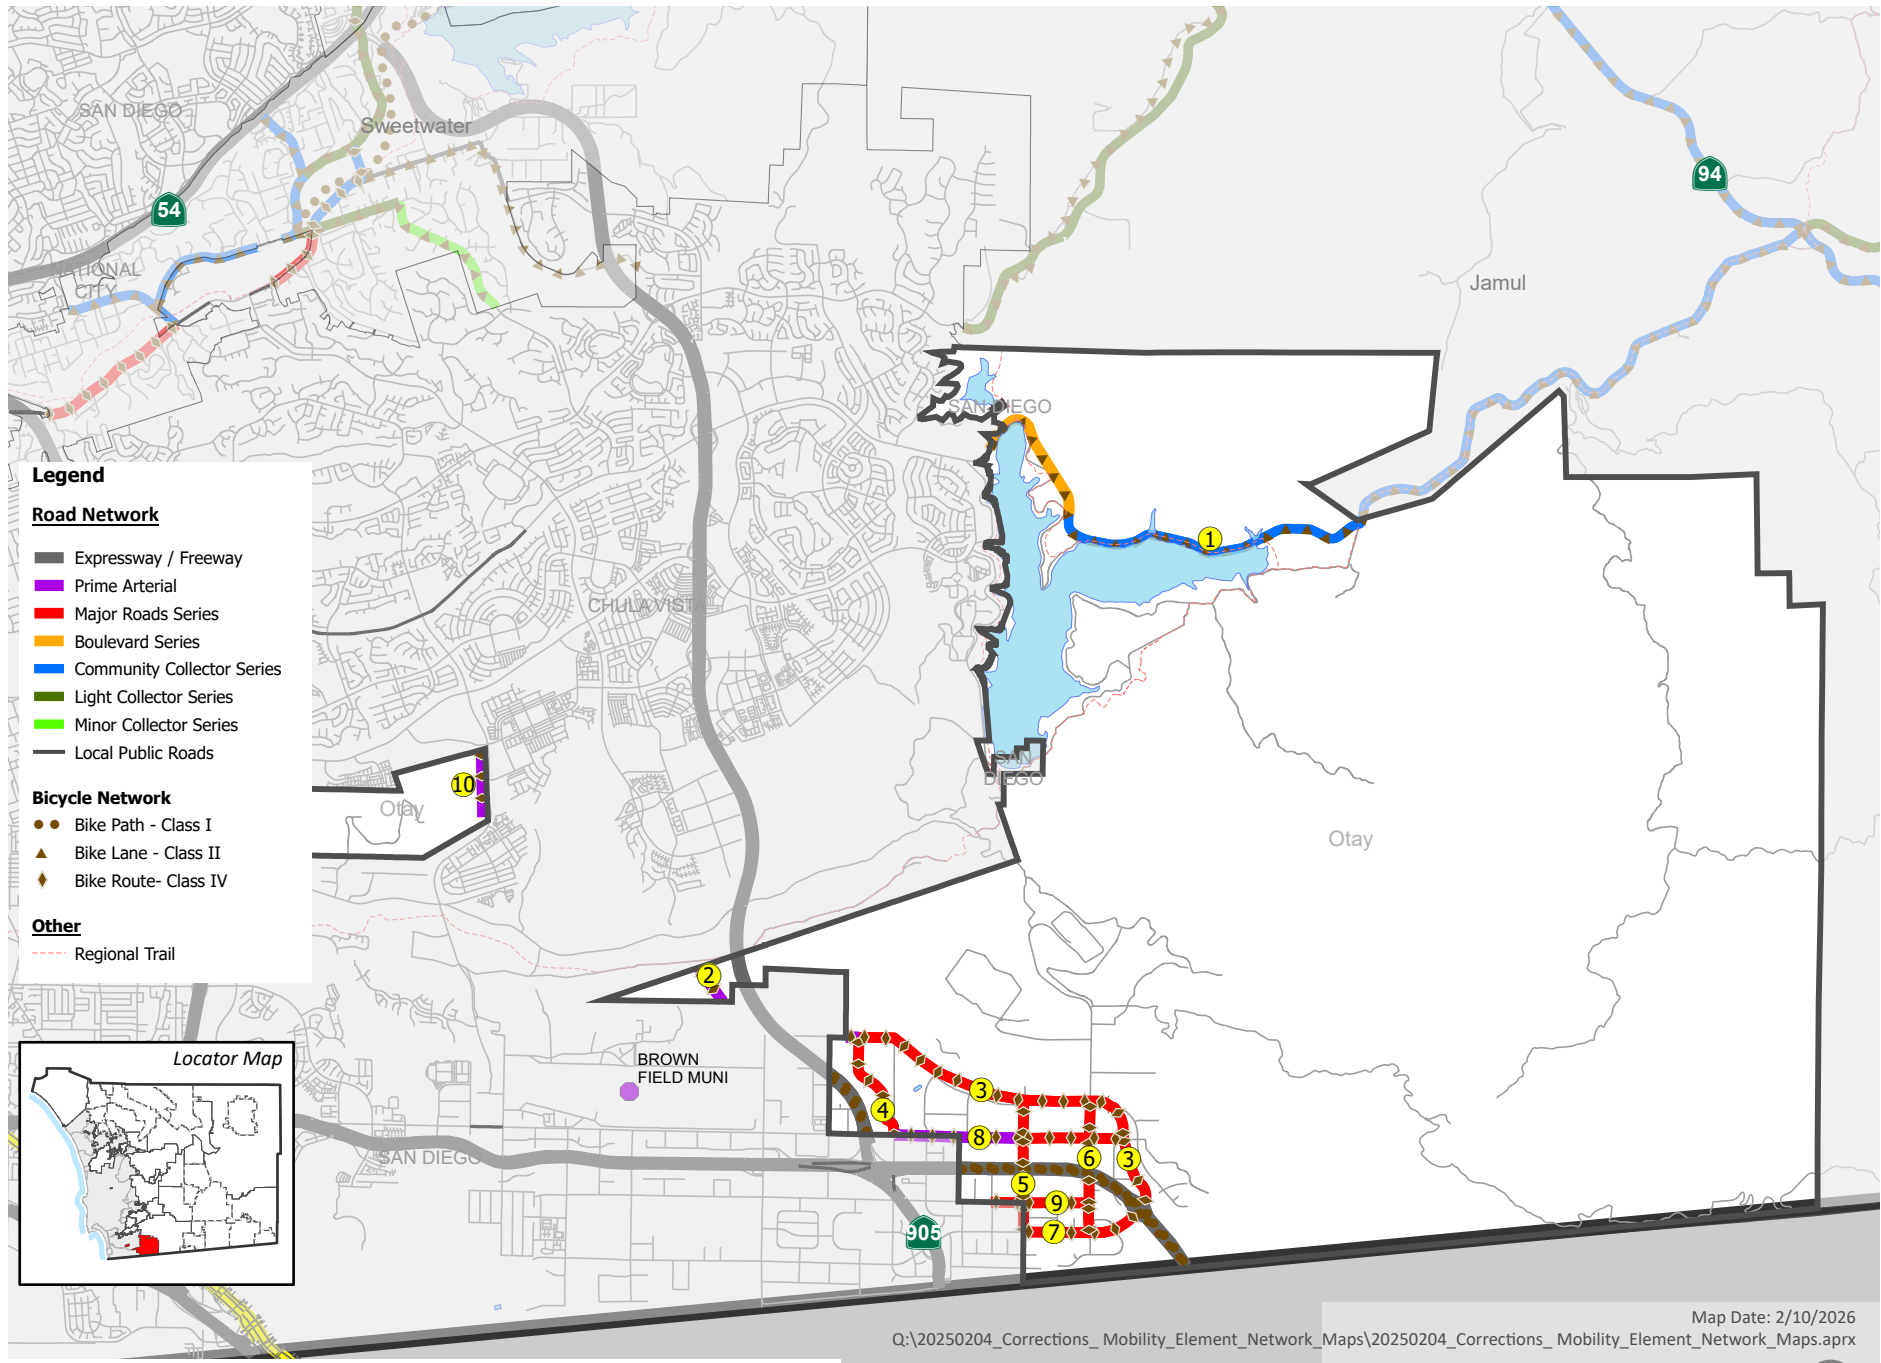 SAN DIEGO
Sweetwater
54
94
NATIONAL
CITY
Jamul
SAN DIEGO
Legend
Road Network
Expressway / Freeway
Prime Arterial
Major Roads Series
Boulevard Series
Community Collector Series
Light Collector Series
Minor Collector Series
Local Public Roads
Bicycle Network
Bike Path - Class I
Bike Lane - Class II
Bike Route- Class IV
Other
Regional Trail
1
CHULA VISTA
SAN
DIEGO
10
Otay
Otay
2
BROWN
FIELD MUNI
Locator Map
3
4
8
6
3
SAN DIEGO
5
9
7
905
Map Date: 2/10/2026
Q:\20250204_Corrections_ Mobility_Element_Network_Maps\20250204_Corrections_ Mobility_Element_Network_Maps.aprx